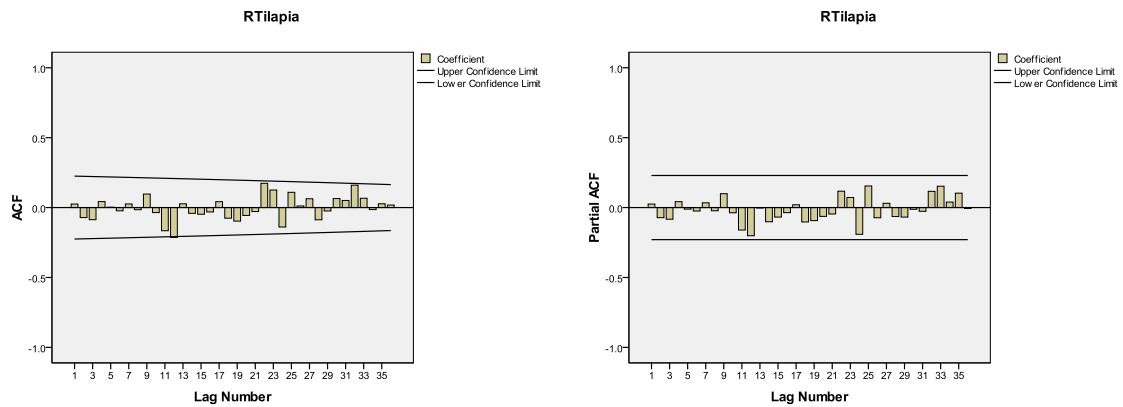 RTilapia
Coefficient
Upper Confidence Limit
Lower Confidence Limit
ACF
1.0
0.5
0.0
-0.5
-1.0
1 3 5 7 9 11 13 15 17 19 21 23 25 27 29 31 33 35
Lag Number
RTilapia
Coefficient
Upper Confidence Limit
Lower Confidence Limit
Partial ACF
1.0
0.5
0.0
-0.5
-1.0
1 3 5 7 9 11 13 15 17 19 21 23 25 27 29 31 33 35
Lag Number